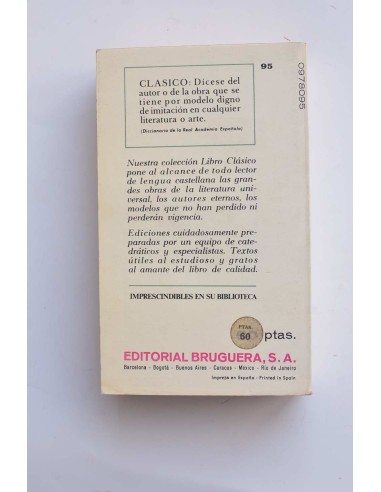 95
0978095
CLASICO: Dícese del
autor o de la obra que se
tiene por modelo digno
de imitación en cualquier
literatura o arte.
(Diccionario de la Real Academia Española)
Nuestra colección Libro Clásico
pone al alcance de todo lector
de lengua castellana las gran-
des obras de la literatura uni-
versal, los autores eternos, los
modelos que no han perdido ni
perderán vigencia.
Ediciones cuidadosamente pre-
paradas por un equipo de cate-
dráticos y especialistas. Textos
útiles al estudioso y gratos
al amante del libro de calidad.
IMPRESCINDIBLES EN SU BIBLIOTECA
PTAS.
60 ptas.
EDITORIAL BRUGUERA, S. A.
Barcelona - Bogotá - Buenos Aires - Caracas - México - Rio de Janeiro
Impreso en España - Printed in Spain